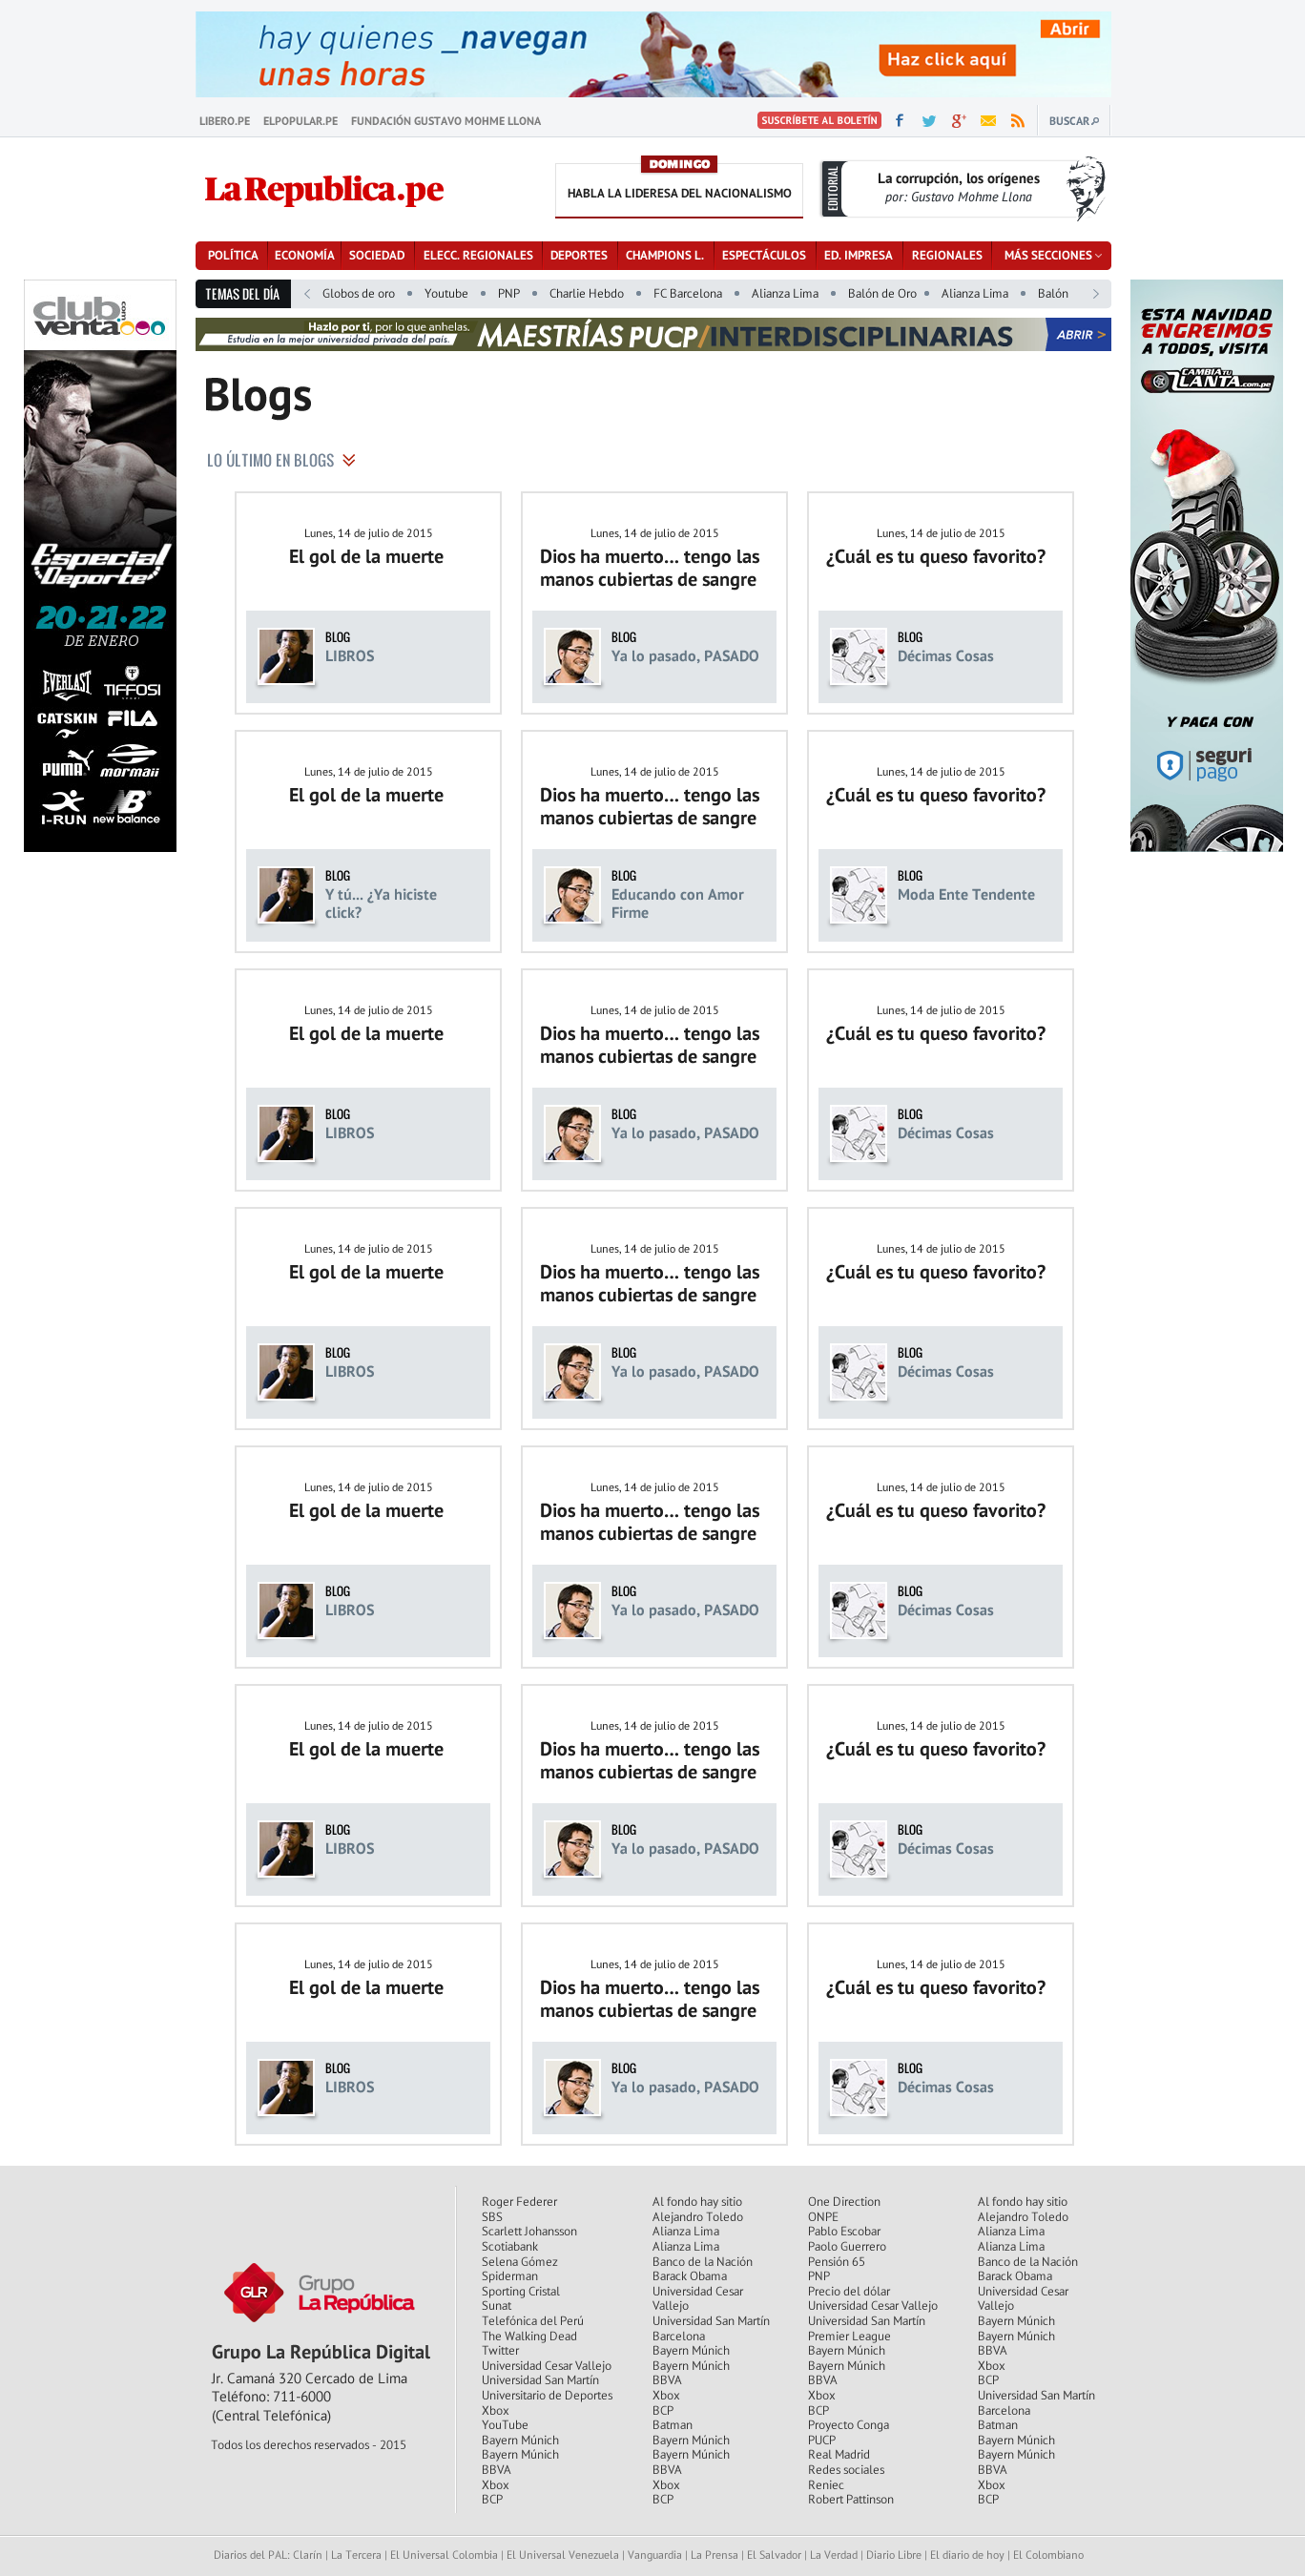 hay quienes _navegan
unas horas
Abrir
Haz click aquí
LIBERO.PE ELPOPULAR.PE FUNDACIÓN GUSTAVO MOHME LLONA
SUSCRÍBETE AL BOLETÍN
BUSCAR
La Republica.pe
DOMINGO
HABLA LA LIDERESA DEL NACIONALISMO
EDITORIAL
La corrupción, los orígenes
por: Gustavo Mohme Llona
POLÍTICA ECONOMÍA SOCIEDAD ELECC. REGIONALES DEPORTES CHAMPIONS L. ESPECTÁCULOS ED. IMPRESA REGIONALES MÁS SECCIONES
TEMAS DEL DÍA
Globos de oro • Youtube • PNP • Charlie Hebdo • FC Barcelona • Alianza Lima • Balón de Oro • Alianza Lima • Balón
Hazlo por ti, por lo que anhelas.
Estudia en la mejor universidad privada del país.
MAESTRÍAS PUCP/INTERDISCIPLINARIAS
ABRIR >
club
.com
venta
Especial
Deporte
20·21·22
DE ENERO
EVERLAST
TIFFOSI
CATSKIN
FILA
PUMA
mormaii
I-RUN
NB
new balance
ESTA NAVIDAD
ENGREIMOS
A TODOS, VISITA
CAMBIA TU
LLANTA.com.pe
Y PAGA CON
seguri
pago
Blogs
LO ÚLTIMO EN BLOGS
Lunes, 14 de julio de 2015
El gol de la muerte
BLOG
LIBROS
Lunes, 14 de julio de 2015
Dios ha muerto... tengo las
manos cubiertas de sangre
BLOG
Ya lo pasado, PASADO
Lunes, 14 de julio de 2015
¿Cuál es tu queso favorito?
BLOG
Décimas Cosas
Lunes, 14 de julio de 2015
El gol de la muerte
BLOG
Y tú... ¿Ya hiciste
click?
Lunes, 14 de julio de 2015
Dios ha muerto... tengo las
manos cubiertas de sangre
BLOG
Educando con Amor
Firme
Lunes, 14 de julio de 2015
¿Cuál es tu queso favorito?
BLOG
Moda Ente Tendente
Lunes, 14 de julio de 2015
El gol de la muerte
BLOG
LIBROS
Lunes, 14 de julio de 2015
Dios ha muerto... tengo las
manos cubiertas de sangre
BLOG
Ya lo pasado, PASADO
Lunes, 14 de julio de 2015
¿Cuál es tu queso favorito?
BLOG
Décimas Cosas
Lunes, 14 de julio de 2015
El gol de la muerte
BLOG
LIBROS
Lunes, 14 de julio de 2015
Dios ha muerto... tengo las
manos cubiertas de sangre
BLOG
Ya lo pasado, PASADO
Lunes, 14 de julio de 2015
¿Cuál es tu queso favorito?
BLOG
Décimas Cosas
Lunes, 14 de julio de 2015
El gol de la muerte
BLOG
LIBROS
Lunes, 14 de julio de 2015
Dios ha muerto... tengo las
manos cubiertas de sangre
BLOG
Ya lo pasado, PASADO
Lunes, 14 de julio de 2015
¿Cuál es tu queso favorito?
BLOG
Décimas Cosas
Lunes, 14 de julio de 2015
El gol de la muerte
BLOG
LIBROS
Lunes, 14 de julio de 2015
Dios ha muerto... tengo las
manos cubiertas de sangre
BLOG
Ya lo pasado, PASADO
Lunes, 14 de julio de 2015
¿Cuál es tu queso favorito?
BLOG
Décimas Cosas
Lunes, 14 de julio de 2015
El gol de la muerte
BLOG
LIBROS
Lunes, 14 de julio de 2015
Dios ha muerto... tengo las
manos cubiertas de sangre
BLOG
Ya lo pasado, PASADO
Lunes, 14 de julio de 2015
¿Cuál es tu queso favorito?
BLOG
Décimas Cosas
GLR
Grupo
La República
Grupo La República Digital
Jr. Camaná 320 Cercado de Lima
Teléfono: 711-6000
(Central Telefónica)
Todos los derechos reservados - 2015
Roger Federer
SBS
Scarlett Johansson
Scotiabank
Selena Gómez
Spiderman
Sporting Cristal
Sunat
Telefónica del Perú
The Walking Dead
Twitter
Universidad Cesar Vallejo
Universidad San Martín
Universitario de Deportes
Xbox
YouTube
Bayern Múnich
Bayern Múnich
BBVA
Xbox
BCP
Al fondo hay sitio
Alejandro Toledo
Alianza Lima
Alianza Lima
Banco de la Nación
Barack Obama
Universidad Cesar
Vallejo
Universidad San Martín
Barcelona
Bayern Múnich
Bayern Múnich
BBVA
Xbox
BCP
Batman
Bayern Múnich
Bayern Múnich
BBVA
Xbox
BCP
One Direction
ONPE
Pablo Escobar
Paolo Guerrero
Pensión 65
PNP
Precio del dólar
Universidad Cesar Vallejo
Universidad San Martín
Premier League
Bayern Múnich
Bayern Múnich
BBVA
Xbox
BCP
Proyecto Conga
PUCP
Real Madrid
Redes sociales
Reniec
Robert Pattinson
Al fondo hay sitio
Alejandro Toledo
Alianza Lima
Alianza Lima
Banco de la Nación
Barack Obama
Universidad Cesar
Vallejo
Bayern Múnich
Bayern Múnich
BBVA
Xbox
BCP
Universidad San Martín
Barcelona
Batman
Bayern Múnich
Bayern Múnich
BBVA
Xbox
BCP
Diarios del PAL: Clarín | La Tercera | El Universal Colombia | El Universal Venezuela | Vanguardia | La Prensa | El Salvador | La Verdad | Diario Libre | El diario de hoy | El Colombiano